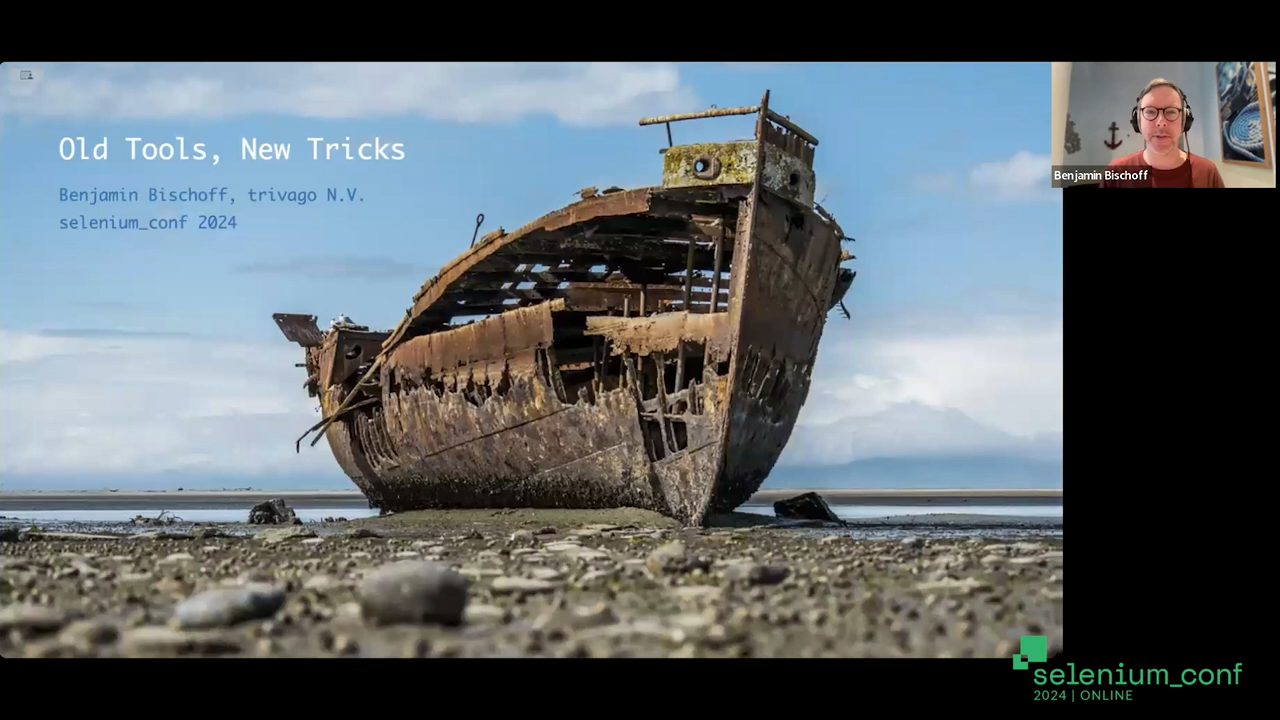 Old Tools, New Tricks
Benjamin Bischoff, trivago N.V.
selenium_conf 2024
Benjamin Bischoff
selenium_conf
2024 | ONLINE